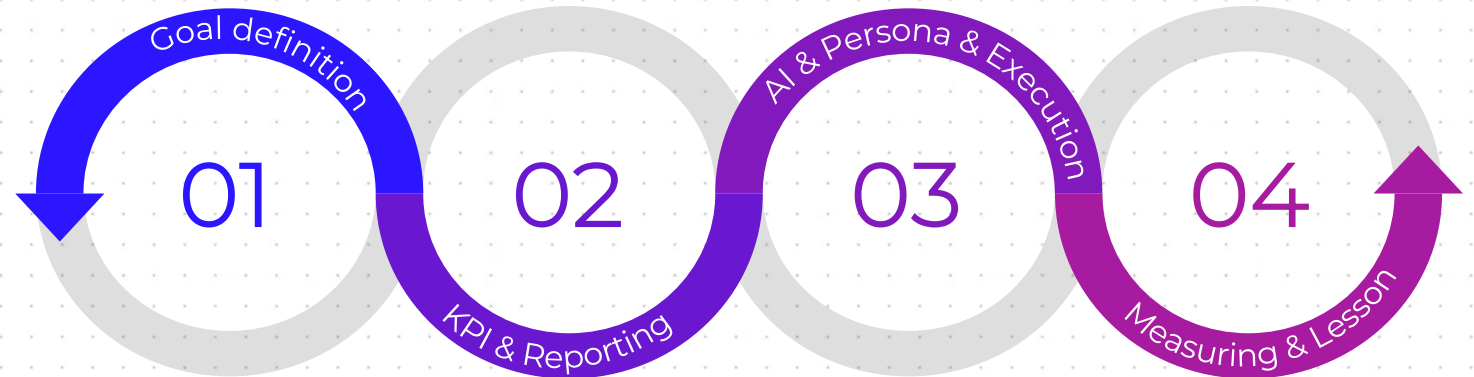 Goal definition
01
KPI & Reporting
02
AI & Persona & Execution
03
Measuring & Lesson
04